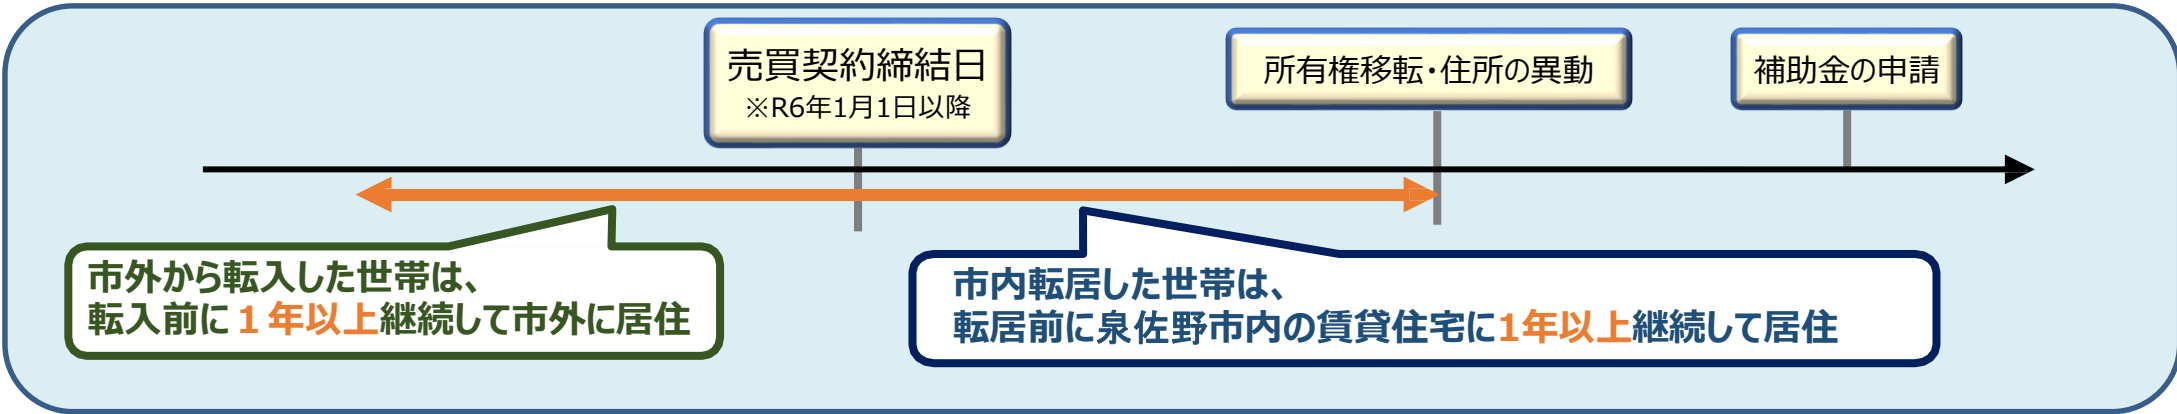 売買契約締結日
※R6年1月1日以降
所有権移転・住所の異動
補助金の申請
市外から転入した世帯は、
転入前に１年以上継続して市外に居住
市内転居した世帯は、
転居前に泉佐野市内の賃貸住宅に1年以上継続して居住